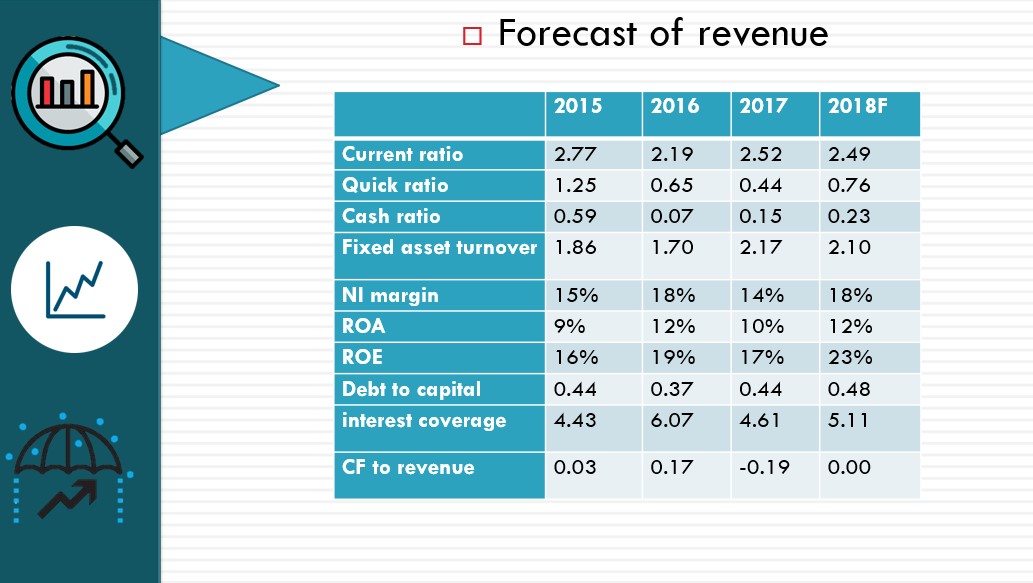 Forecast of revenue
2015 2016 2017 2018F
Current ratio 2.77 2.19 2.52 2.49
Quick ratio 1.25 0.65 0.44 0.76
Cash ratio 0.59 0.07 0.15 0.23
Fixed asset turnover 1.86 1.70 2.17 2.10
NI margin 15% 18% 14% 18%
ROA 9% 12% 10% 12%
ROE 16% 19% 17% 23%
Debt to capital 0.44 0.37 0.44 0.48
interest coverage 4.43 6.07 4.61 5.11
CF to revenue 0.03 0.17 -0.19 0.00